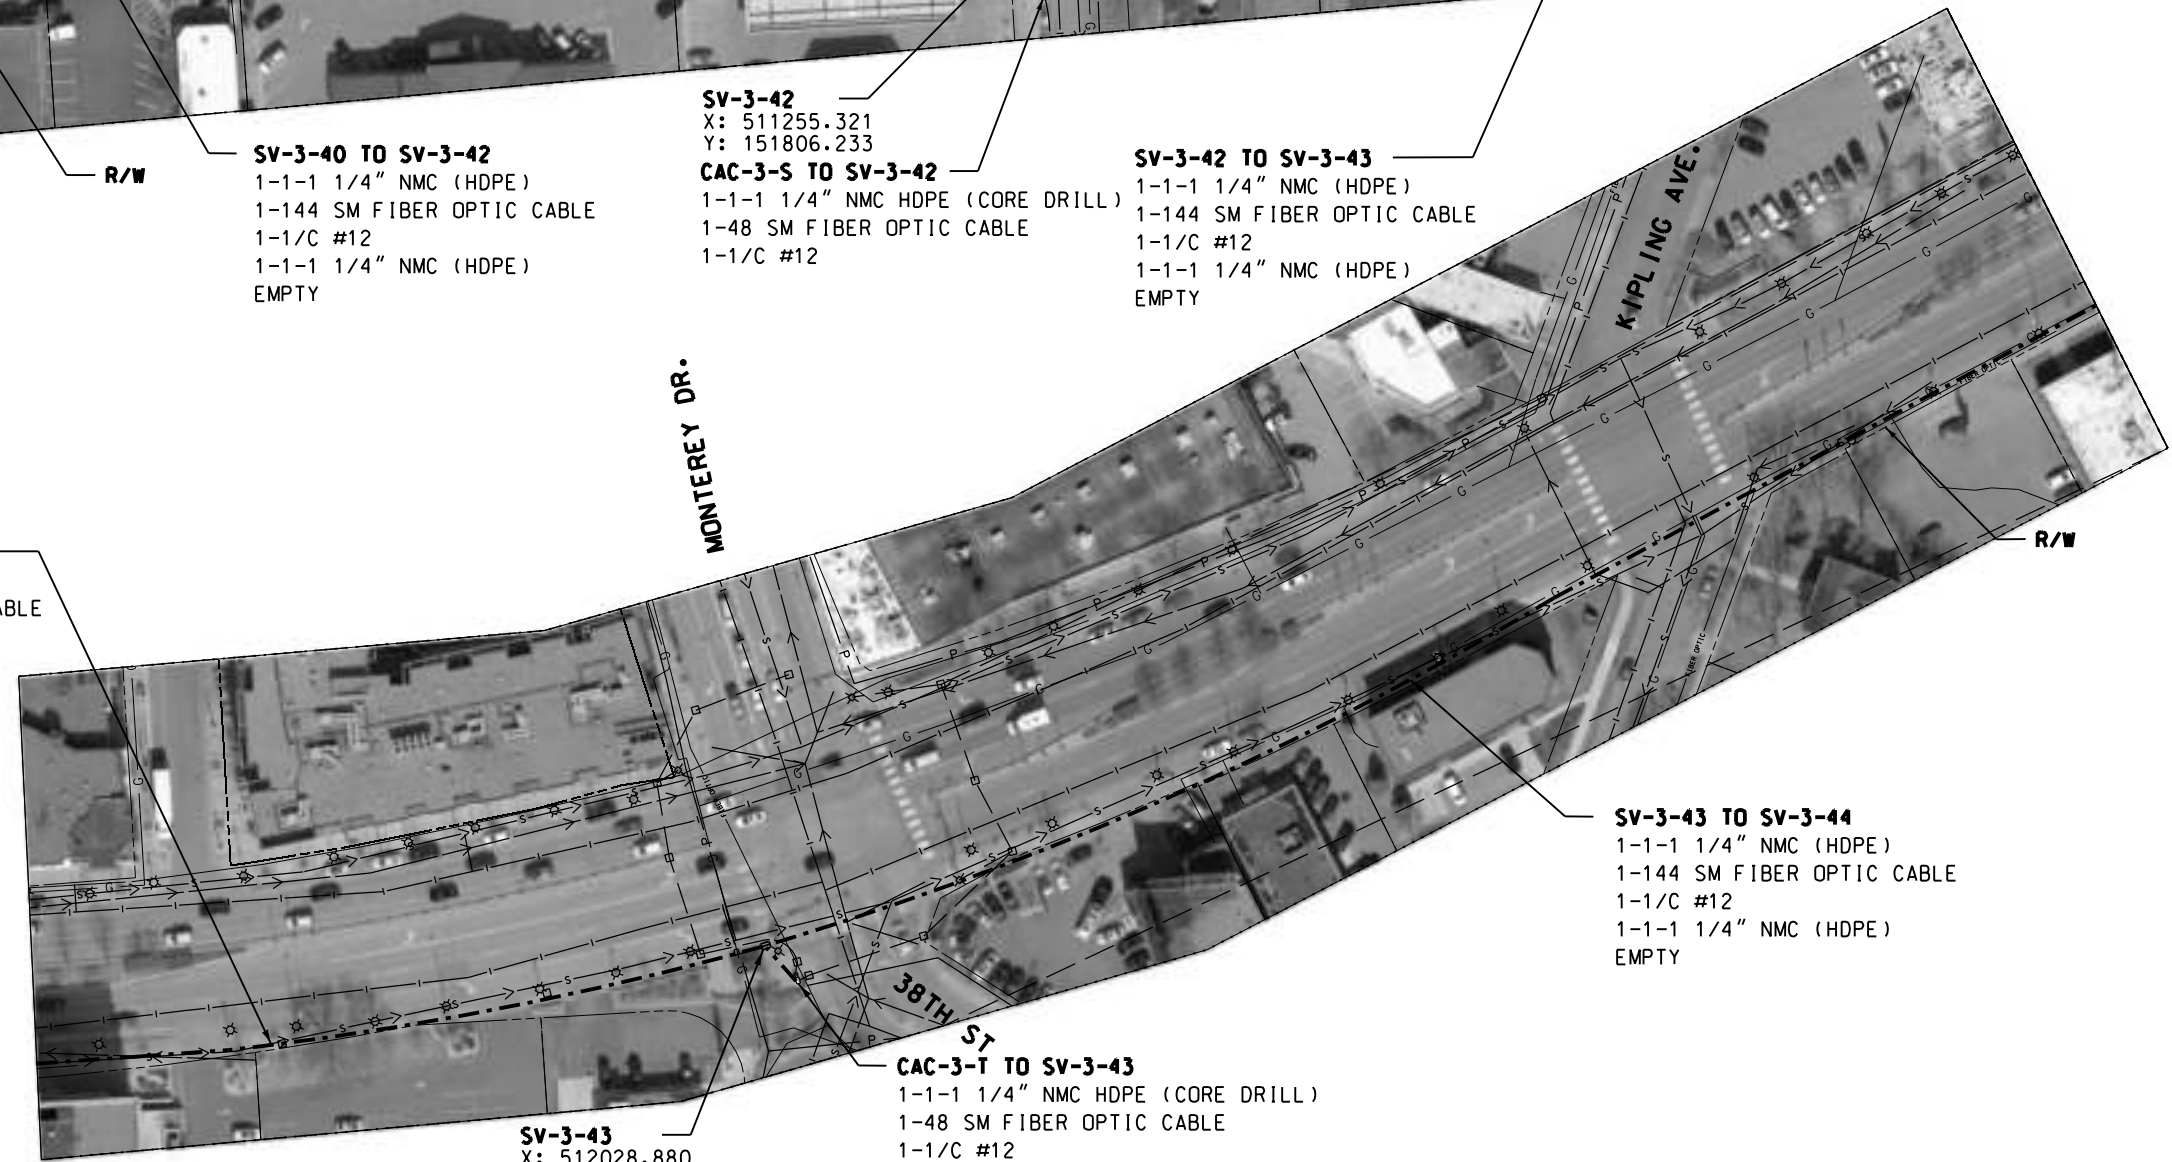 SV-3-42
X: 511255.321
Y: 151806.233
CAC-3-S TO SV-3-42
1-1-1 1/4" NMC HDPE (CORE DRILL)
1-48 SM FIBER OPTIC CABLE
1-1/C #12
R/W
SV-3-40 TO SV-3-42
1-1-1 1/4" NMC (HDPE)
1-144 SM FIBER OPTIC CABLE
1-1/C #12
1-1-1 1/4" NMC (HDPE)
EMPTY
SV-3-42 TO SV-3-43
1-1-1 1/4" NMC (HDPE)
1-144 SM FIBER OPTIC CABLE
1-1/C #12
1-1-1 1/4" NMC (HDPE)
EMPTY
KIPLING AVE.
MONTEREY DR.
R/W
ABLE
FIBER OPTIC
FIBER OPTIC
FIBER OPTIC
SV-3-43 TO SV-3-44
1-1-1 1/4" NMC (HDPE)
1-144 SM FIBER OPTIC CABLE
1-1/C #12
1-1-1 1/4" NMC (HDPE)
EMPTY
38TH ST
CAC-3-T TO SV-3-43
1-1-1 1/4" NMC HDPE (CORE DRILL)
1-48 SM FIBER OPTIC CABLE
1-1/C #12
SV-3-43
X: 512028.880